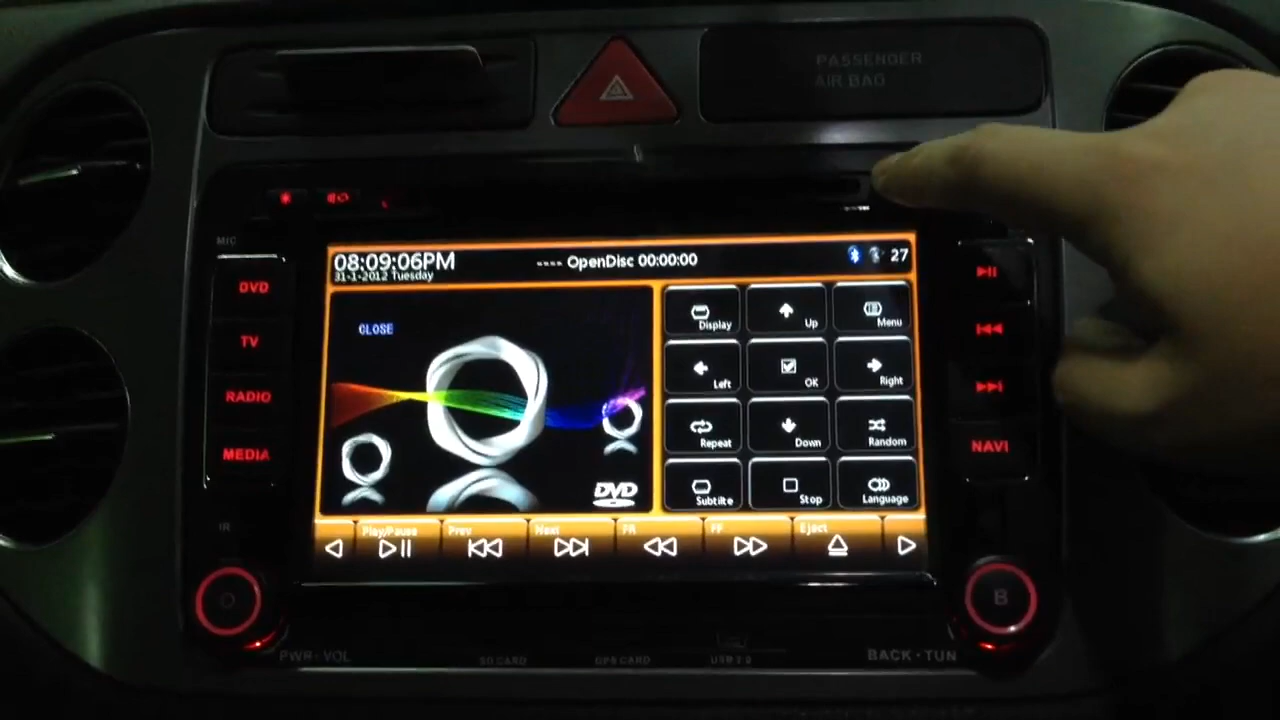 PASSENGER
AIR BAG
MIC
DVD
TV
RADIO
MEDIA
IR
PWR·VOL
08:09:06PM
31-1-2012 Tuesday
---- OpenDisc 00:00:00
27
CLOSE
DVD
Display
Up
Menu
Left
OK
Right
Repeat
Down
Random
Subtilte
Stop
Language
Play/Pause
Prev
Next
FR
FF
Eject
NAVI
B
SD CARD
GPS CARD
USB 2.0
BACK·TUN